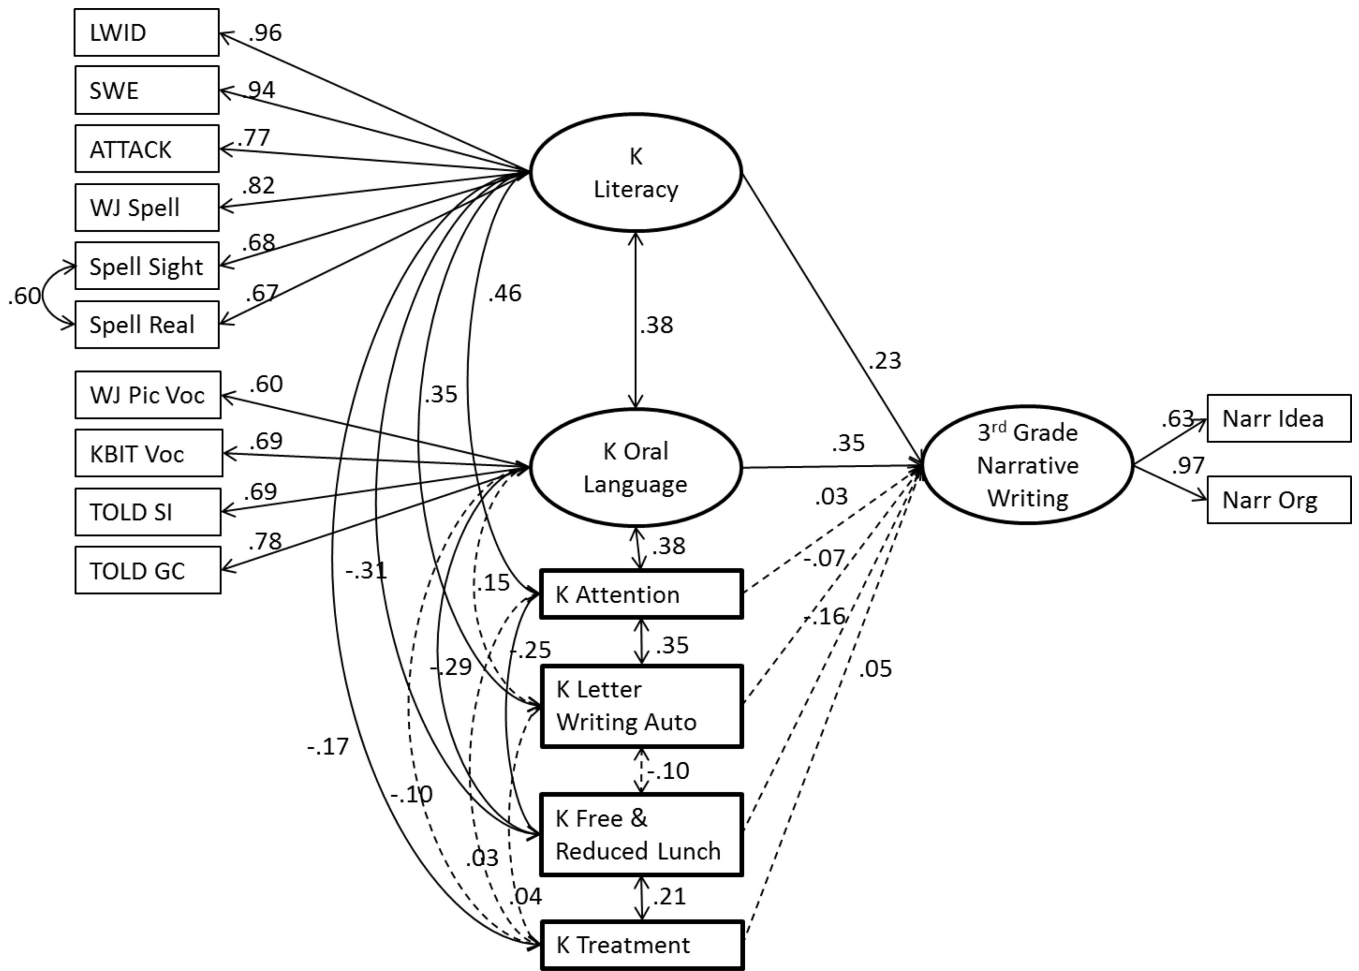 LWID
.96
SWE
.94
ATTACK
.77
WJ Spell
.82
Spell Sight
.68
.60
Spell Real
.67
WJ Pic Voc
.60
KBIT Voc
.69
TOLD SI
.69
TOLD GC
.78
K
Literacy
.46
.38
.35
.23
K Oral
Language
.35
3rd Grade
Narrative
Writing
.63
Narr Idea
.97
Narr Org
.03
-.07
-.16
.05
.38
-.31
.15
K Attention
-.25
.35
-.29
K Letter
Writing Auto
-.17
-.10
-.10
K Free &
Reduced Lunch
.03
.04
.21
K Treatment